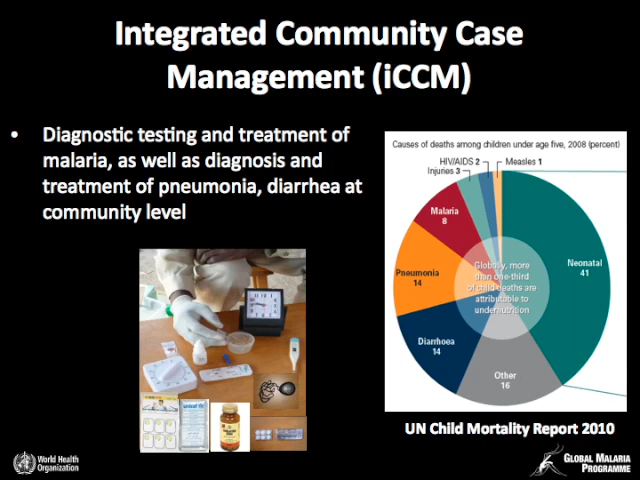 Integrated Community Case
Management (iCCM)
• Diagnostic testing and treatment of
malaria, as well as diagnosis and
treatment of pneumonia, diarrhea at
community level
Causes of deaths among children under age five, 2008 (percent)
HIV/AIDS 2
Measles 1
Injuries 3
Malaria
8
Neonatal
41
Pneumonia
14
Globally, more
than one-third
of child deaths are
attributable to
undernutrition
Diarrhoea
14
Other
16
UN Child Mortality Report 2010
World Health
Organization
GLOBAL MALARIA
PROGRAMME